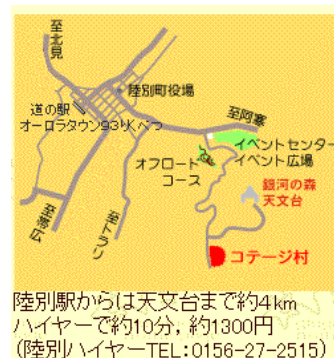 至北見
陸別町役場
道の駅
オーロラタウン93りくべつ
至阿寒
イベントセンター
イベント広場
オフロード
コース
銀河の森
天文台
至帯広
至トラリ
コテージ村
陸別駅からは天文台まで約4km
ハイヤーで約10分，約1300円
(陸別ハイヤーTEL:0156-27-2515)